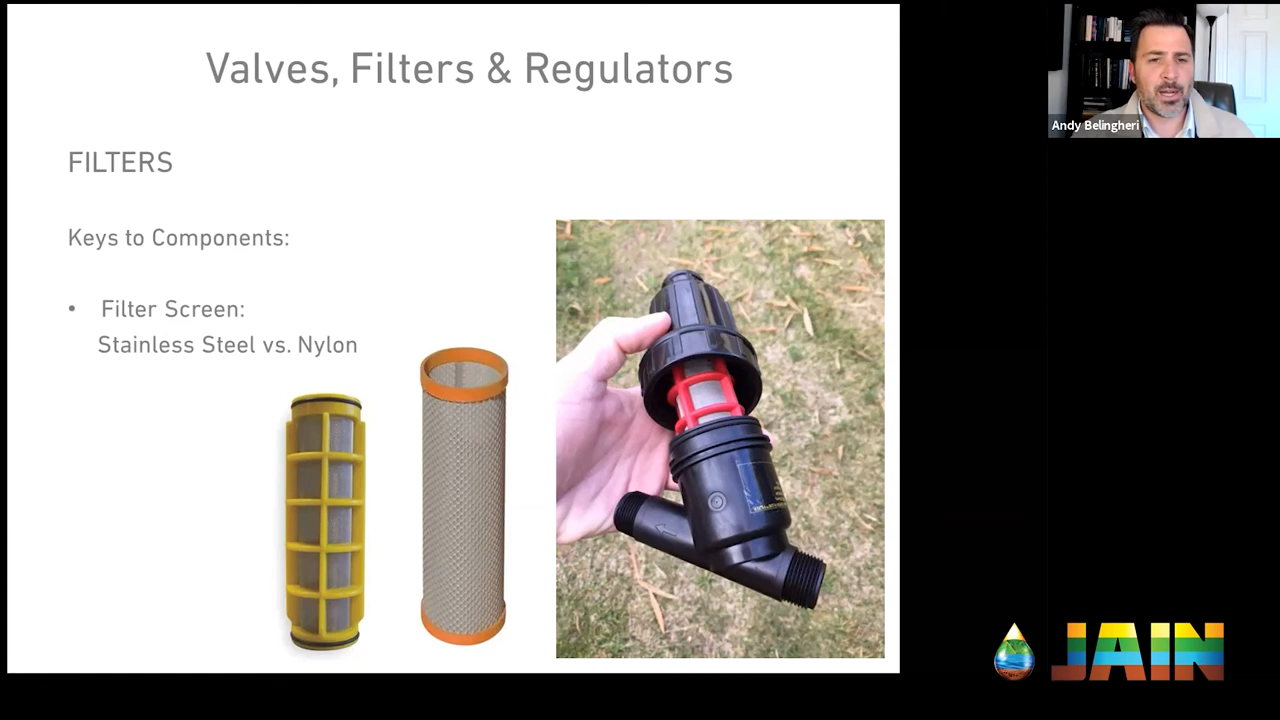 Valves, Filters & Regulators
Andy Belingheri
FILTERS
Keys to Components:
• Filter Screen:
Stainless Steel vs. Nylon
JAIN